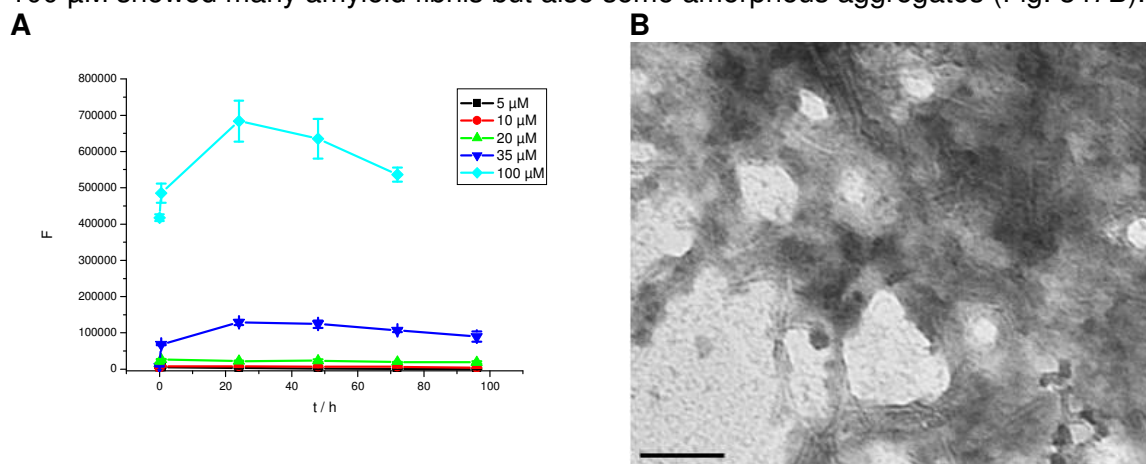 100 µM showed many amyloid fibrils but also some amorphous aggregates (Fig.
A
B
800000
700000
600000
500000
400000
300000
200000
100000
0
F
0
20
40
60
80
100
t / h
5 µM
10 µM
20 µM
35 µM
100 µM